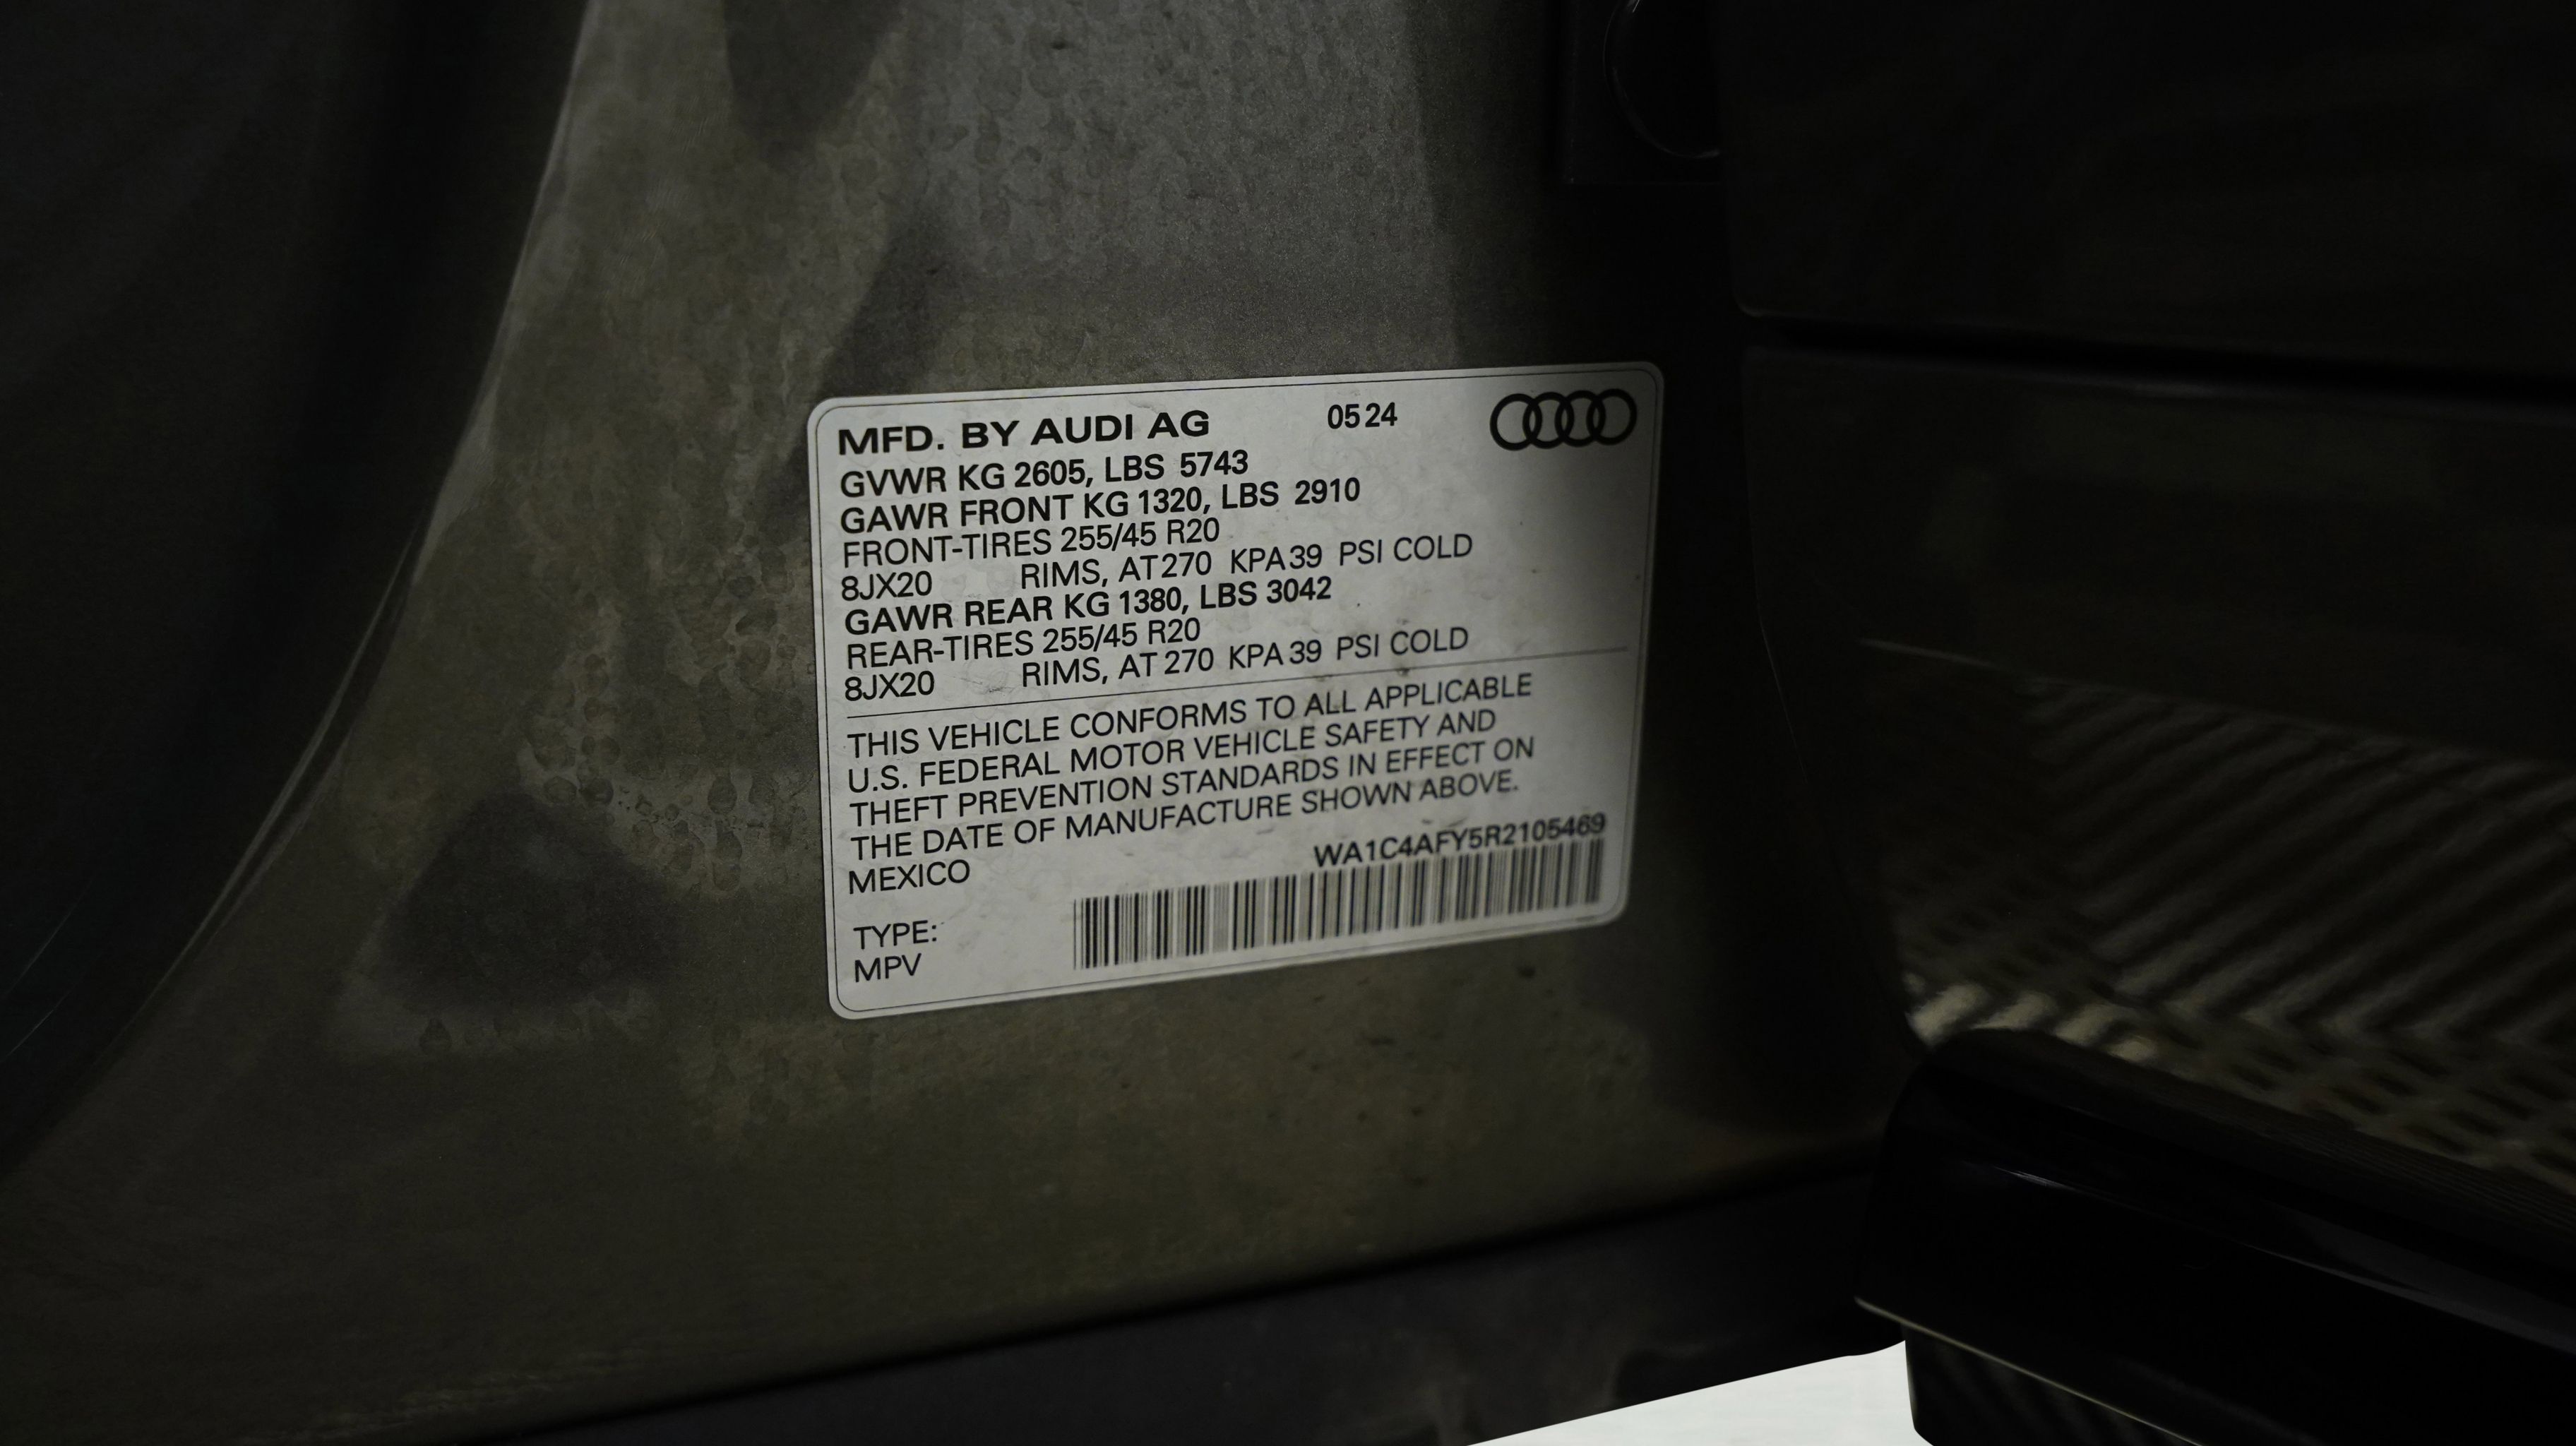 MFD. BY AUDI AG 05 24
GVWR KG 2605, LBS 5743
GAWR FRONT KG 1320, LBS 2910
FRONT-TIRES 255/45 R20
8JX20 RIMS, AT 270 KPA 39 PSI COLD
GAWR REAR KG 1380, LBS 3042
REAR-TIRES 255/45 R20
8JX20 RIMS, AT 270 KPA 39 PSI COLD
THIS VEHICLE CONFORMS TO ALL APPLICABLE
U.S. FEDERAL MOTOR VEHICLE SAFETY AND
THEFT PREVENTION STANDARDS IN EFFECT ON
THE DATE OF MANUFACTURE SHOWN ABOVE.
MEXICO WA1C4AFY5R2105469
TYPE:
MPV